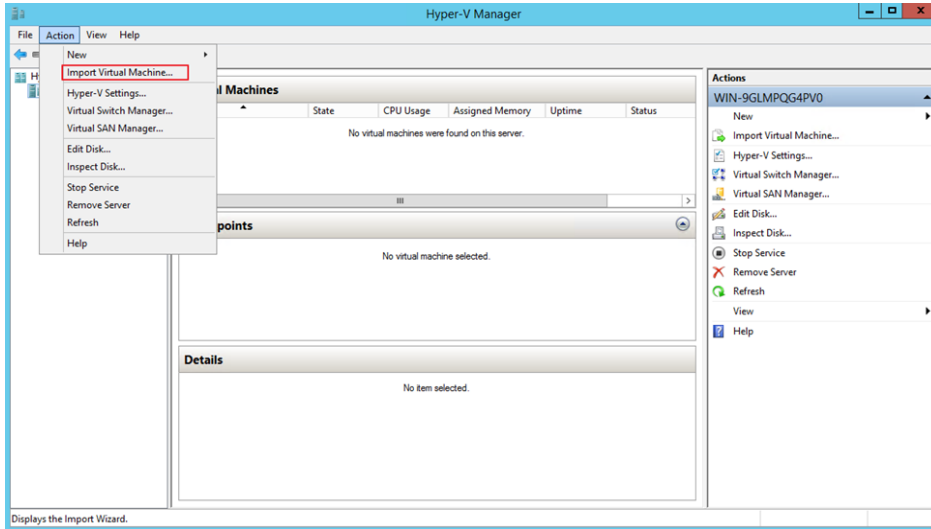 Hyper-V Manager
File Action View Help
New
Import Virtual Machine...
Hyper-V Settings...
Virtual Switch Manager...
Virtual SAN Manager...
Edit Disk...
Inspect Disk...
Stop Service
Remove Server
Refresh
Help
H
l Machines
State CPU Usage Assigned Memory Uptime Status
No virtual machines were found on this server.
points
No virtual machine selected.
Details
No item selected.
Actions
WIN-9GLMPQG4PV0
New
Import Virtual Machine...
Hyper-V Settings...
Virtual Switch Manager...
Virtual SAN Manager...
Edit Disk...
Inspect Disk...
Stop Service
Remove Server
Refresh
View
Help
Displays the Import Wizard.